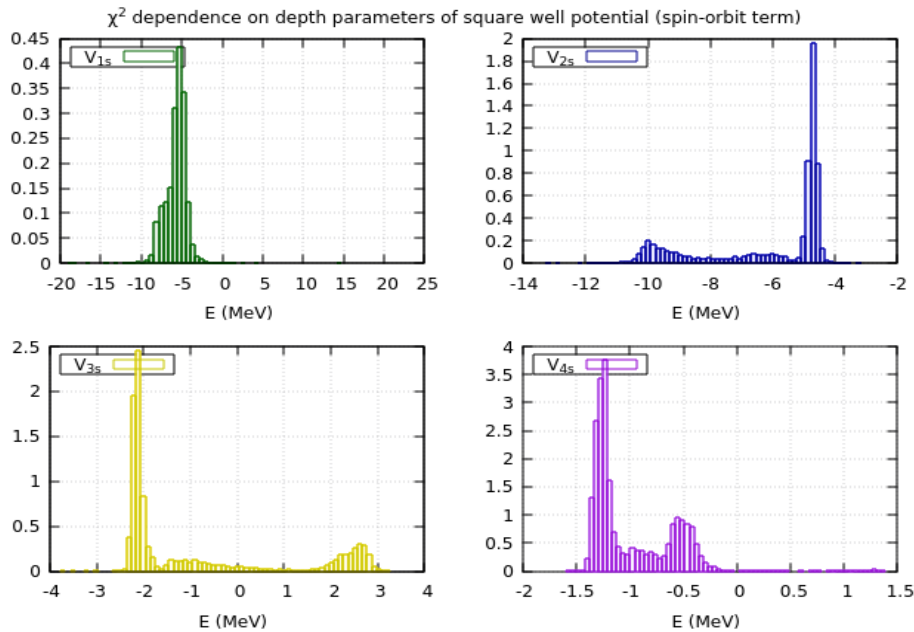 χ² dependence on depth parameters of square well potential (spin-orbit term)
V₁ₛ
0.45
0.4
0.35
0.3
0.25
0.2
0.15
0.1
0.05
0
-20 -15 -10 -5 0 5 10 15 20 25
E (MeV)
V₂ₛ
2
1.8
1.6
1.4
1.2
1
0.8
0.6
0.4
0.2
0
-14 -12 -10 -8 -6 -4 -2
E (MeV)
V₃ₛ
2.5
2
1.5
1
0.5
0
-4 -3 -2 -1 0 1 2 3 4
E (MeV)
V₄ₛ
4
3.5
3
2.5
2
1.5
1
0.5
0
-2 -1.5 -1 -0.5 0 0.5 1 1.5
E (MeV)